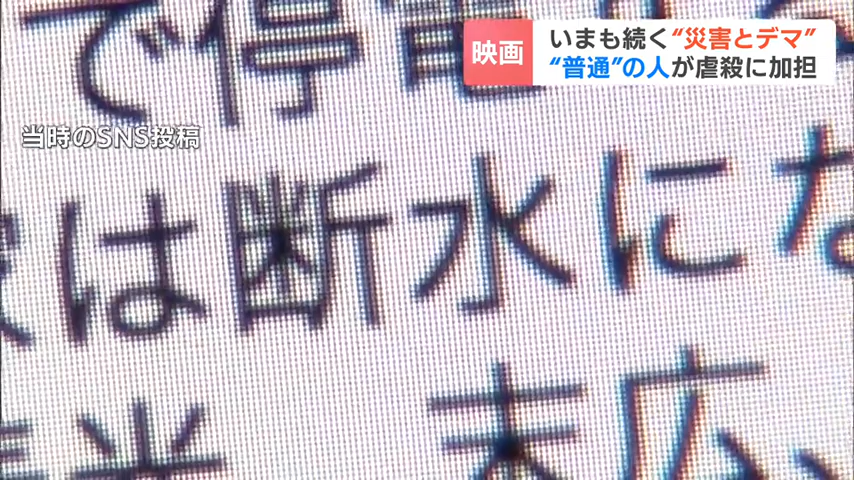 で停電
映画
いまも続く“災害とデマ”
“普通”の人が虐殺に加担
当時のSNS投稿
は断水にな
末広、